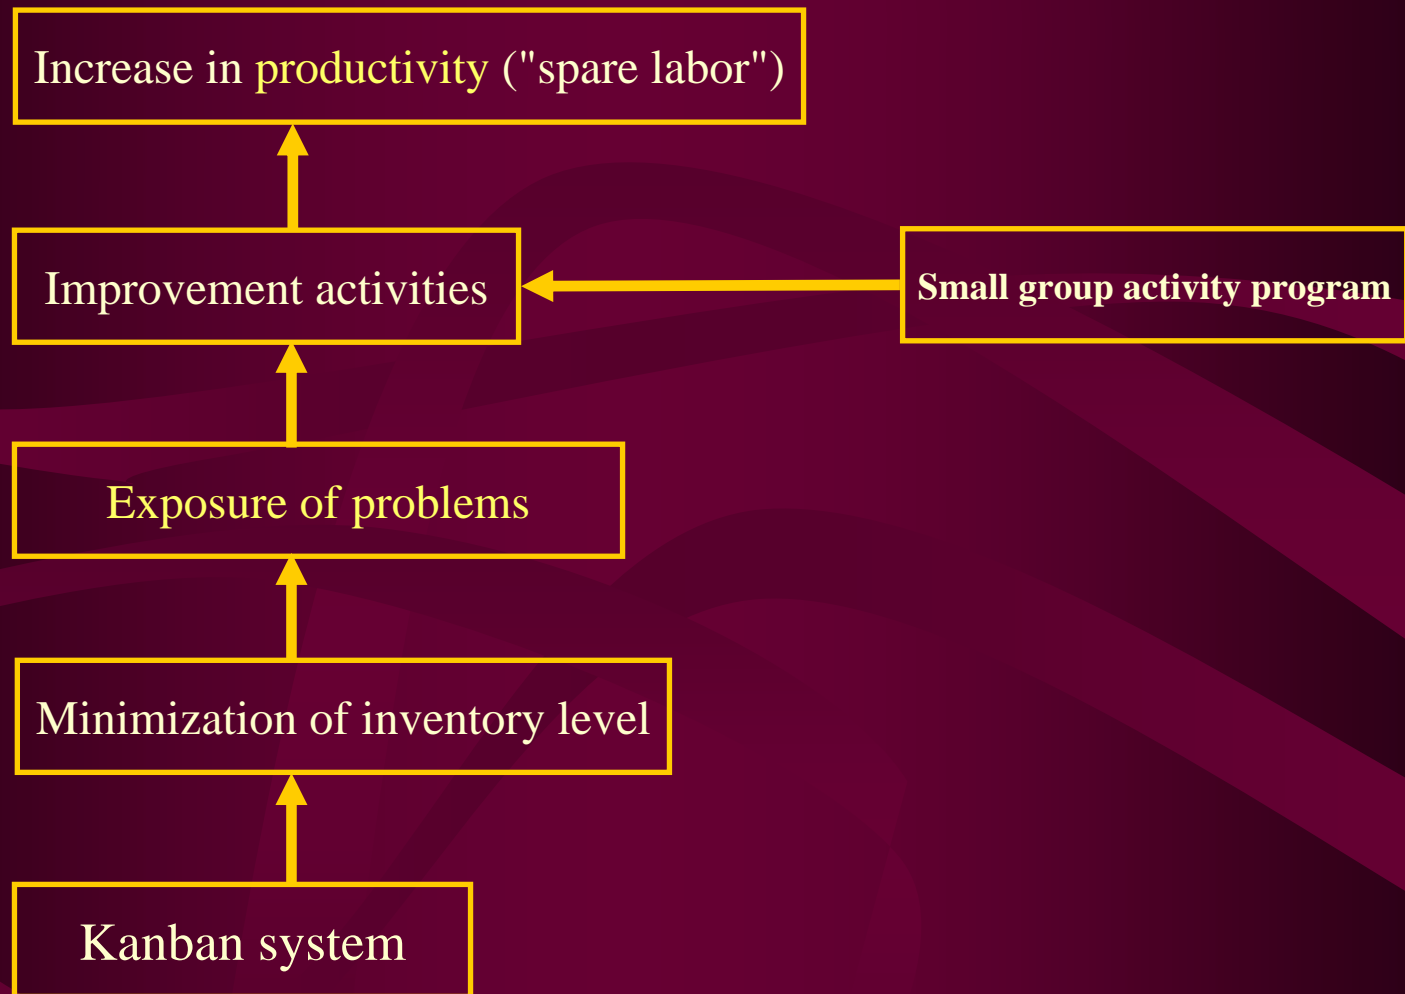 Increase in productivity ("spare labor")
Improvement activities
Small group activity program
Exposure of problems
Minimization of inventory level
Kanban system